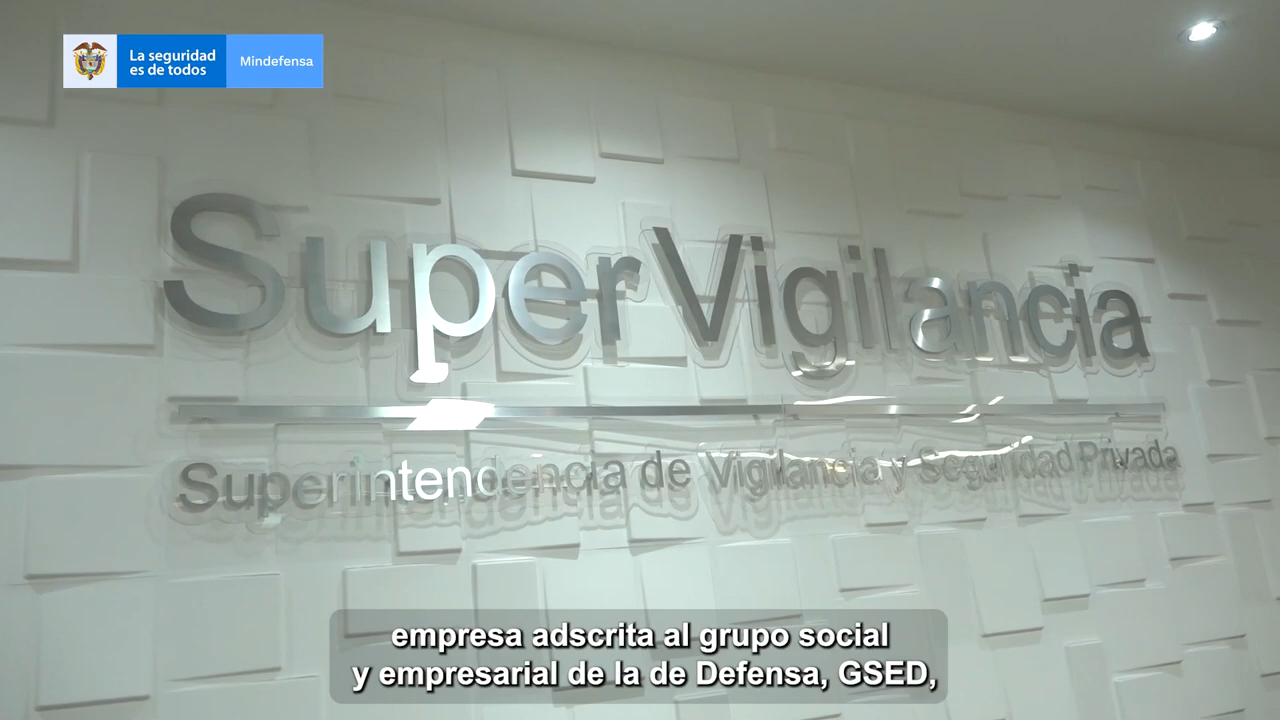 La seguridad
es de todos
Mindefensa
SuperVigilancia
Superintendencia de Vigilancia y Seguridad Privada
empresa adscrita al grupo social
y empresarial de la de Defensa, GSED,